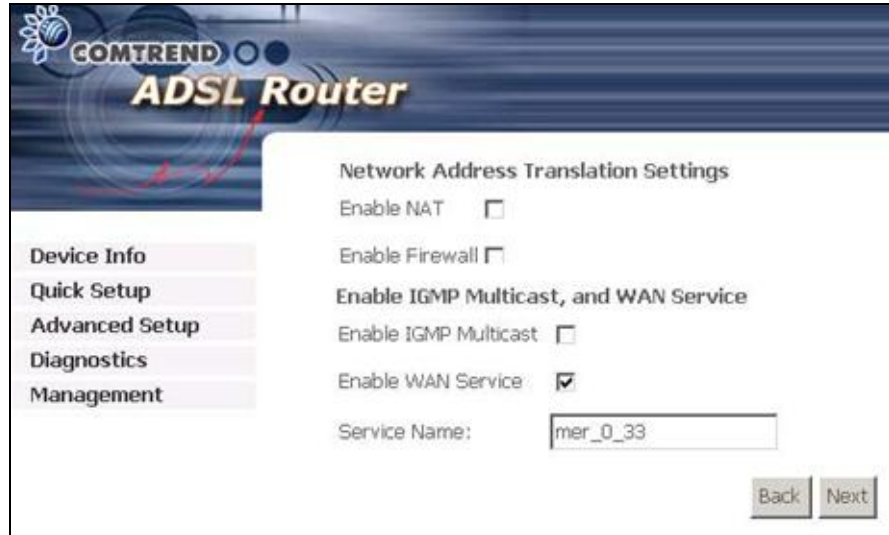 COMTREND
ADSL Router
Network Address Translation Settings
Enable NAT
Enable Firewall
Enable IGMP Multicast, and WAN Service
Enable IGMP Multicast
Enable WAN Service
Service Name: mer_0_33
Back Next
Device Info
Quick Setup
Advanced Setup
Diagnostics
Management